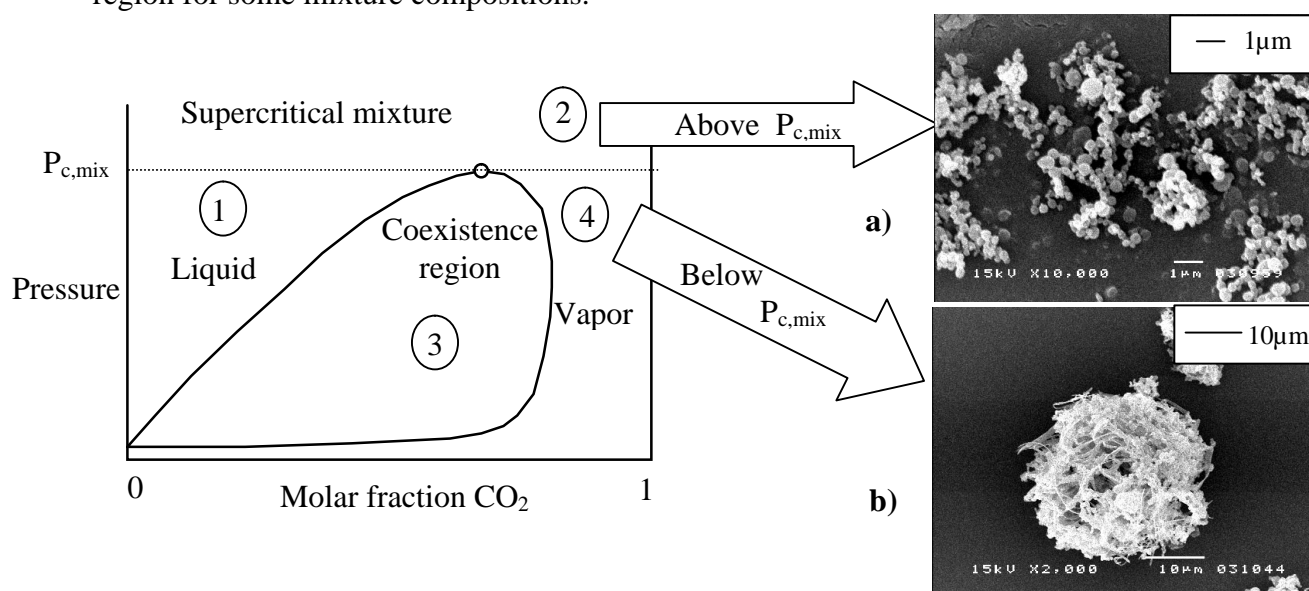 region for some mixture compositions.
Supercritical mixture
2
Above P_c,mix
1µm
P_c,mix
1
4
a)
Coexistence
region
Liquid
Pressure
Below
P_c,mix
Vapor
3
15kV X10,000 1µm 030959
10µm
0
Molar fraction CO₂
1
b)
15kV X2,000 10µm 031044